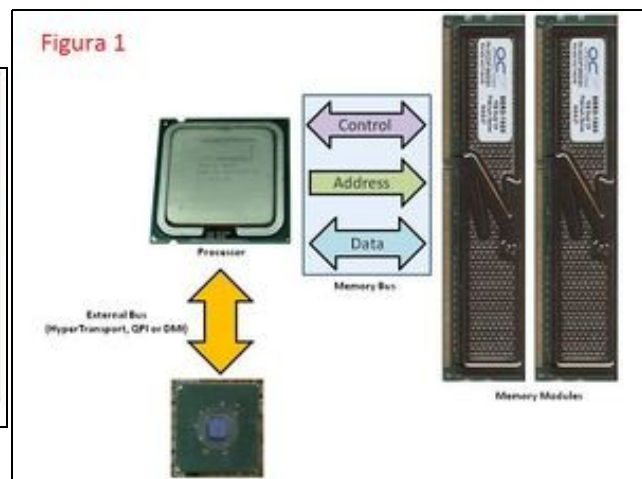 Figura 1
Control
Address
Data
Processor
Memory Bus
External Bus
(HyperTransport, QPI or DMI)
Memory Modules